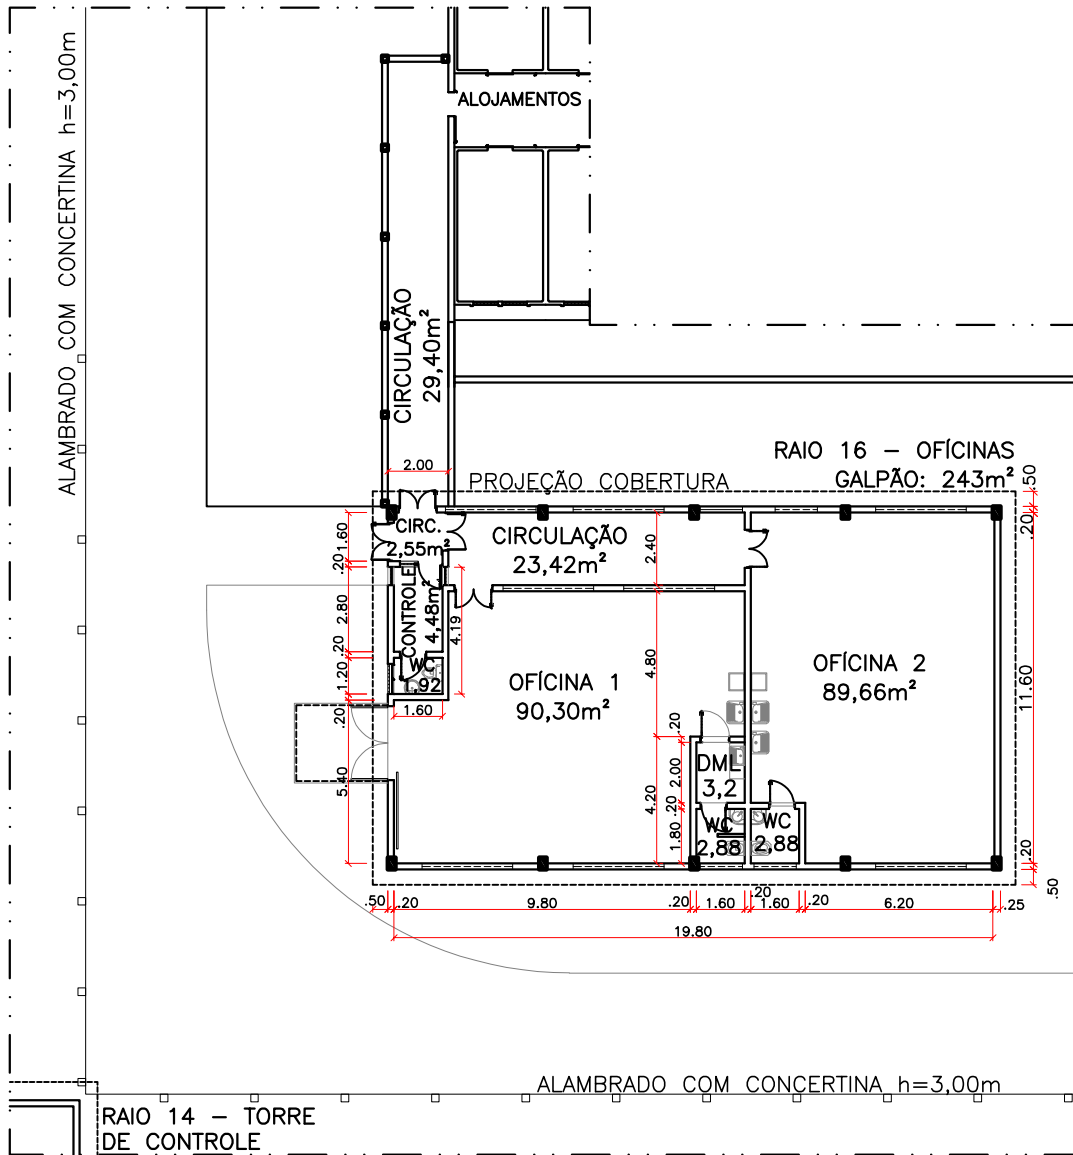 ALAMBRADO COM CONCERTINA h=3,00m
ALOJAMENTOS
CIRCULAÇÃO
29,40m²
RAIO 16 – OFÍCINAS
GALPÃO: 243m²
PROJEÇÃO COBERTURA
2.00
.50
.20
CIRC.
2,55m²
CIRCULAÇÃO
23,42m²
2.40
1.60
.20
CONTROLE
4,48m²
2.80
4.19
.20
WC
1,92
1.20
1.60
.20
5.40
OFÍCINA 1
90,30m²
4.80
OFÍCINA 2
89,66m²
11.60
.20
DML
3,2
2.00
4.20
.20
WC
2,88
WC
2,88
1.80
.20
.50
.50
.20
9.80
.20
1.60
.20
1.60
.20
6.20
.25
19.80
ALAMBRADO COM CONCERTINA h=3,00m
RAIO 14 – TORRE
DE CONTROLE